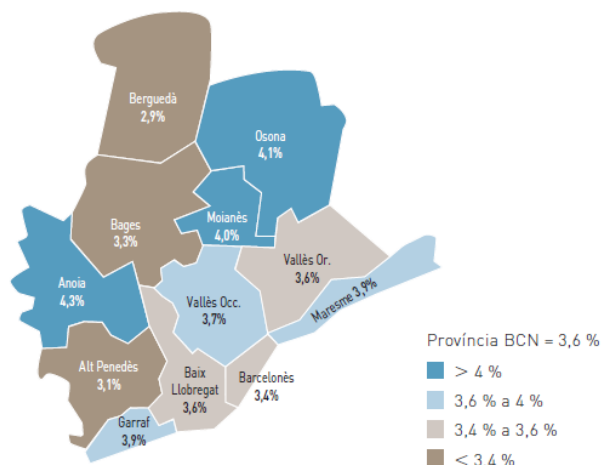 Berguedà
2,9%
Osona
4,1%
Bages
3,3%
Moianès
4,0%
Vallès Or.
3,6%
Anoia
4,3%
Vallès Occ.
3,7%
Maresme 3,9%
Alt Penedès
3,1%
Baix
Llobregat
3,6%
Barcelonès
3,4%
Garraf
3,9%
Província BCN = 3,6 %
> 4 %
3,6 % a 4 %
3,4 % a 3,6 %
< 3,4 %